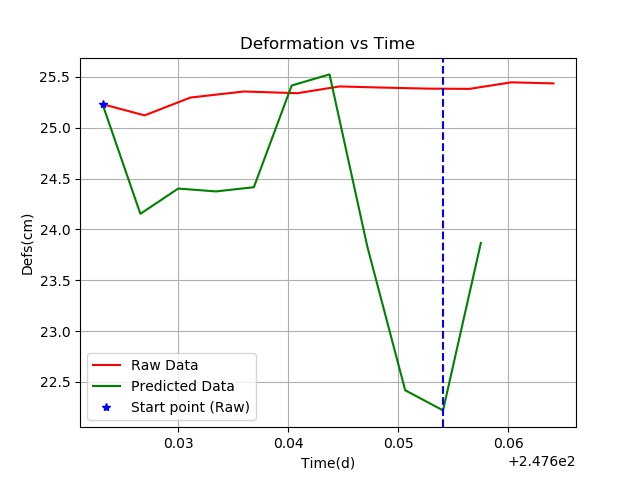 Deformation vs Time
25.5
25.0
24.5
24.0
23.5
23.0
22.5
Defs(cm)
Raw Data
Predicted Data
Start point (Raw)
0.03 0.04 0.05 0.06
Time(d)
+2.476e2